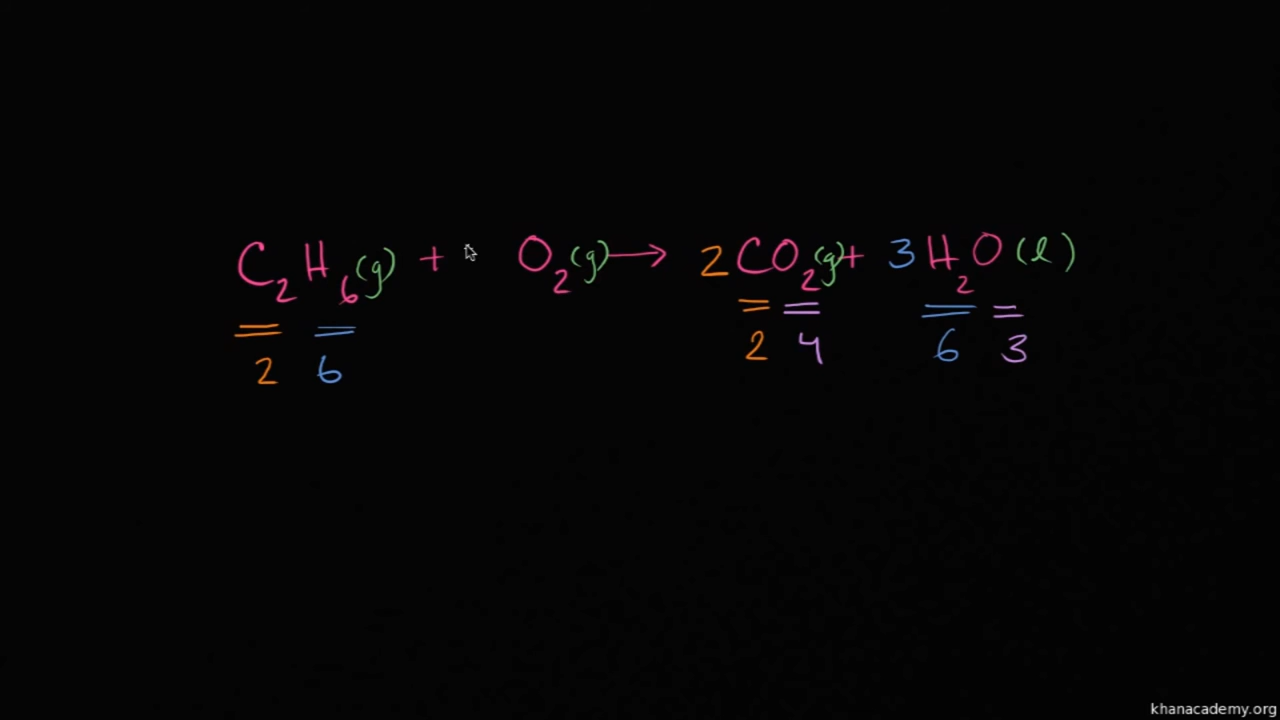 C₂H₆(g) + O₂(g) → 2CO₂(g) + 3H₂O(l)
2 4 6 3
2 6
khanacademy.org